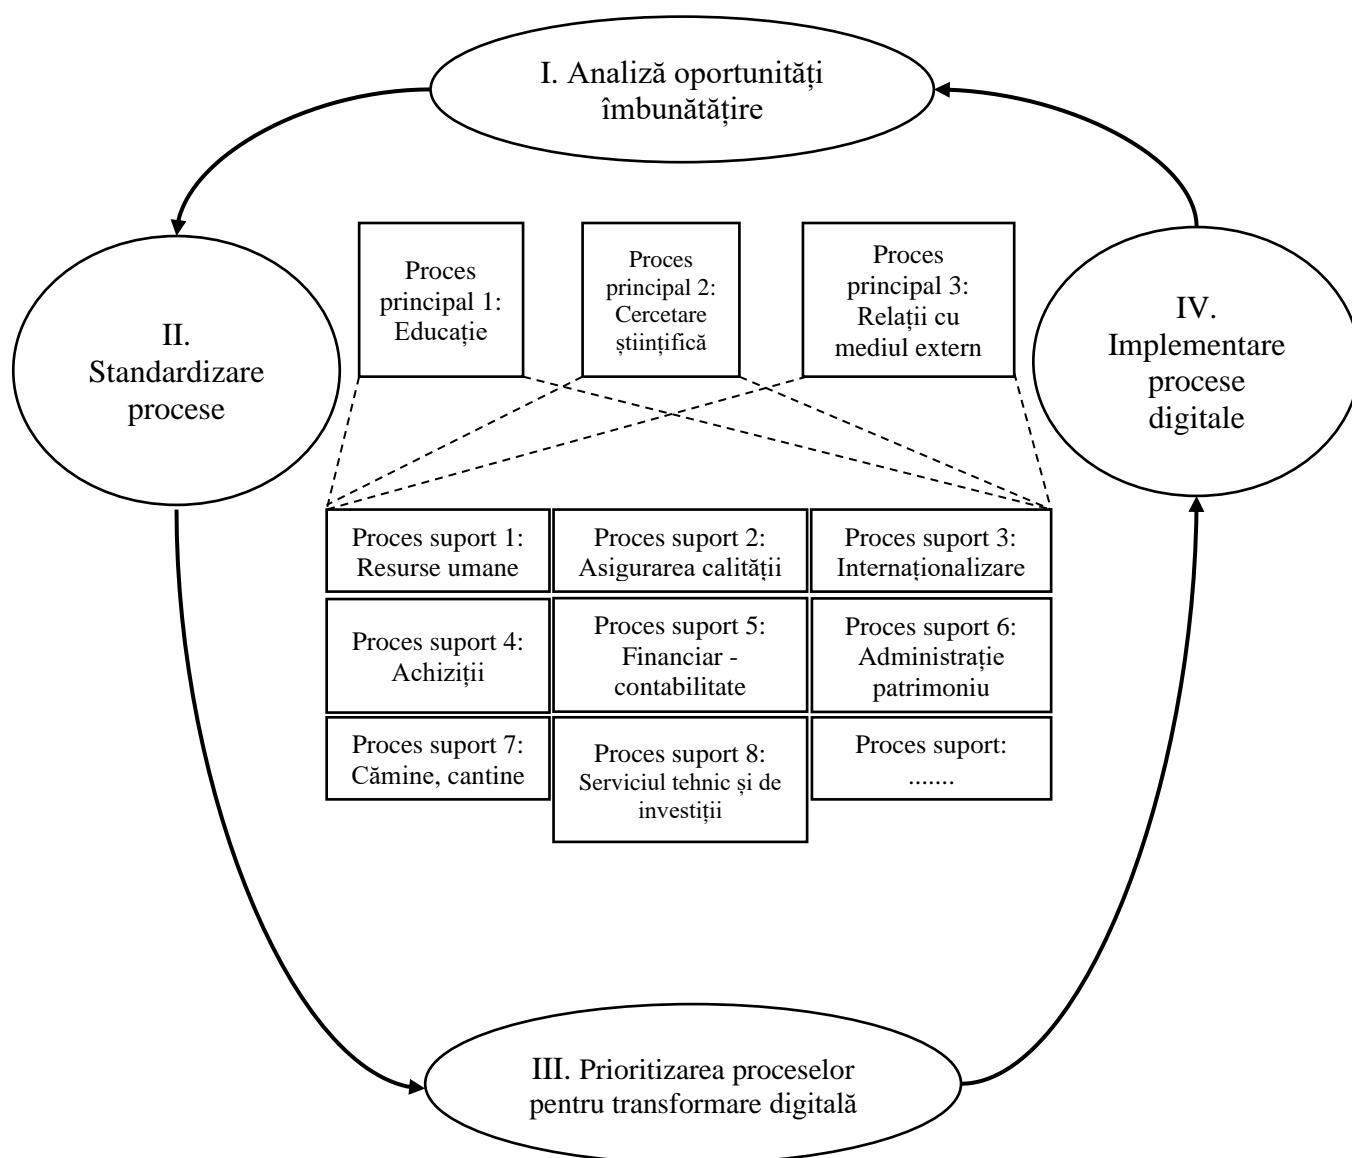 I. Analiză oportunități
îmbunătățire
Proces
principal 1:
Educație
Proces
principal 2:
Cercetare
științifică
Proces
principal 3:
Relații cu
mediul extern
II.
Standardizare
procese
IV.
Implementare
procese
digitale
Proces suport 1:
Resurse umane
Proces suport 2:
Asigurarea calității
Proces suport 3:
Internaționalizare
Proces suport 4:
Achiziții
Proces suport 5:
Financiar -
contabilitate
Proces suport 6:
Administrație
patrimoniu
Proces suport 7:
Cămine, cantine
Proces suport 8:
Serviciul tehnic și de
investiții
Proces suport:
.......
III. Prioritizarea proceselor
pentru transformare digitală